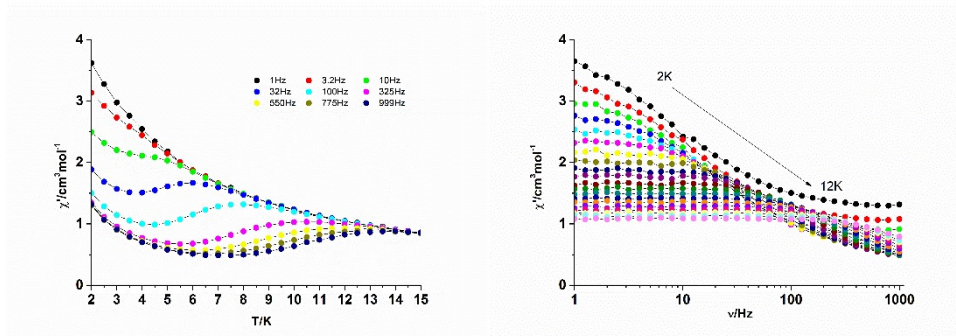 χ'/cm³mol⁻¹
4
3
2
1
0
1Hz 3.2Hz 10Hz
32Hz 100Hz 325Hz
550Hz 775Hz 999Hz
2 3 4 5 6 7 8 9 10 11 12 13 14 15
T/K
χ'/cm³mol⁻¹
4
3
2
1
0
2K
12K
1 10 100 1000
ν/Hz